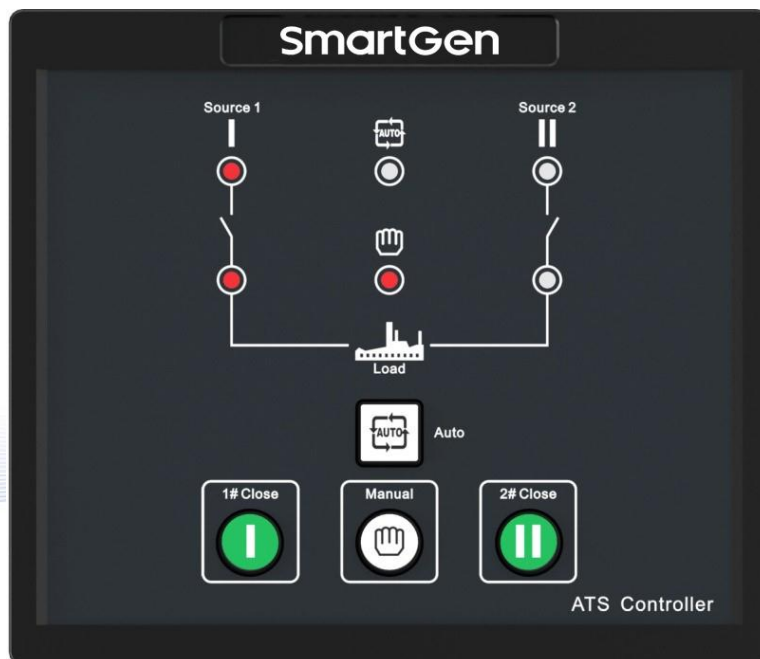 SmartGen
Source 1
Source 2
I
II
AUTO
Load
AUTO
Auto
1# Close
Manual
2# Close
I
II
ATS Controller